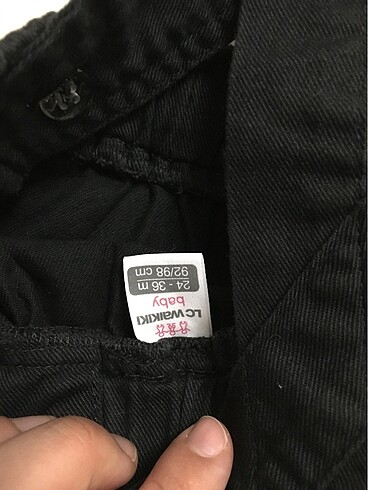 LC WAIKIKI
baby
24 - 36 m
92/98 cm